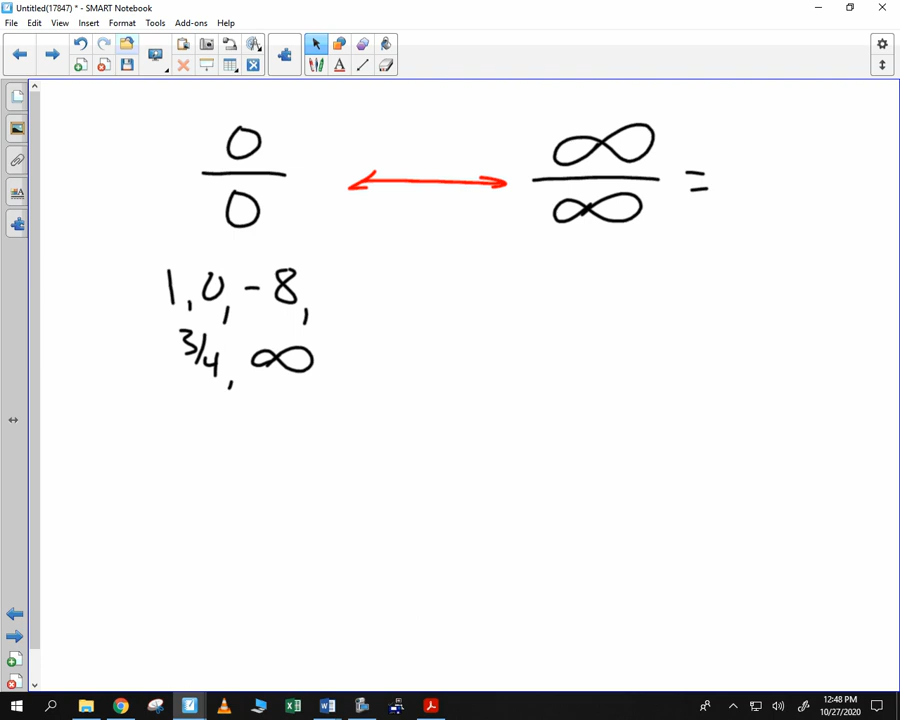 Untitled(17847) * - SMART Notebook
File Edit View Insert Format Tools Add-ons Help
0/0 ↔ ∞/∞ =
1, 0, -8,
3/4, ∞
12:48 PM
10/27/2020